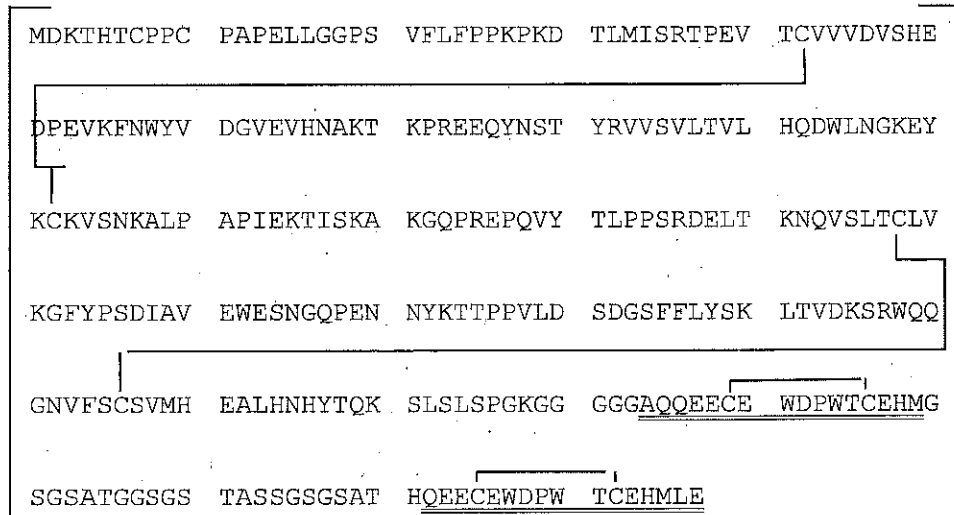 MDKTHTCPPC PAPELLGGPS VFLFPPKPKD TLMISRTPEV TCVVVDVSHE
DPEVKFNWYV DGVEVHNAKT KPREEQYNST YRVVSVLTVL HQDWLNGKEY
KCKVSNKALP APIEKTISKA KGQPREPQVY TLPPSRDELT KNQVSLTCLV
KGFYPSDIAV EWESNGQPEN NYKTTPPVLD SDGSFFLYSK LTVDKSRWQQ
GNVFSCSVMH EALHNHYTQK SLSLSPGKGG GGGAQQEECE WDPWTCEHMG
SGSATGGSGS TASSGSGSAT HQEECEWDPW TCEHMLE